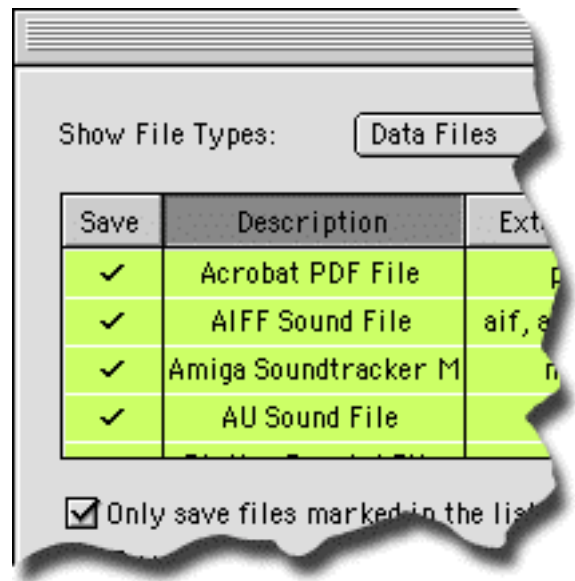 Show File Types: Data Files
Save Description
Acrobat PDF File
AIFF Sound File aif,
Amiga Soundtracker M
AU Sound File
Only save files marked in the list